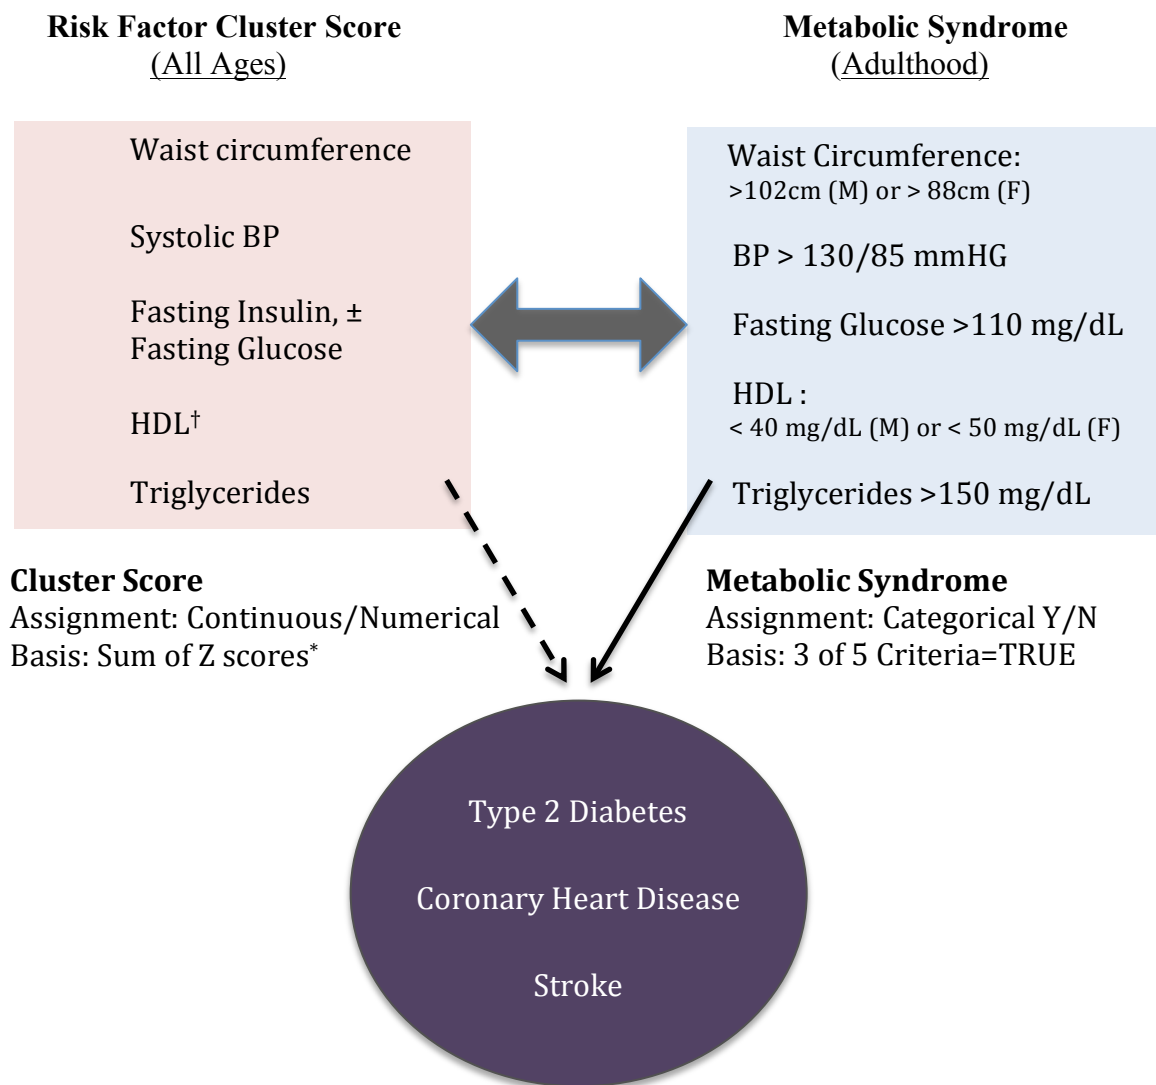 Risk Factor Cluster Score
(All Ages)
Waist circumference
Systolic BP
Fasting Insulin, ±
Fasting Glucose
HDL†
Triglycerides
Cluster Score
Assignment: Continuous/Numerical
Basis: Sum of Z scores*
Metabolic Syndrome
(Adulthood)
Waist Circumference:
>102cm (M) or > 88cm (F)
BP > 130/85 mmHG
Fasting Glucose >110 mg/dL
HDL :
< 40 mg/dL (M) or < 50 mg/dL (F)
Triglycerides >150 mg/dL
Metabolic Syndrome
Assignment: Categorical Y/N
Basis: 3 of 5 Criteria=TRUE
Type 2 Diabetes
Coronary Heart Disease
Stroke